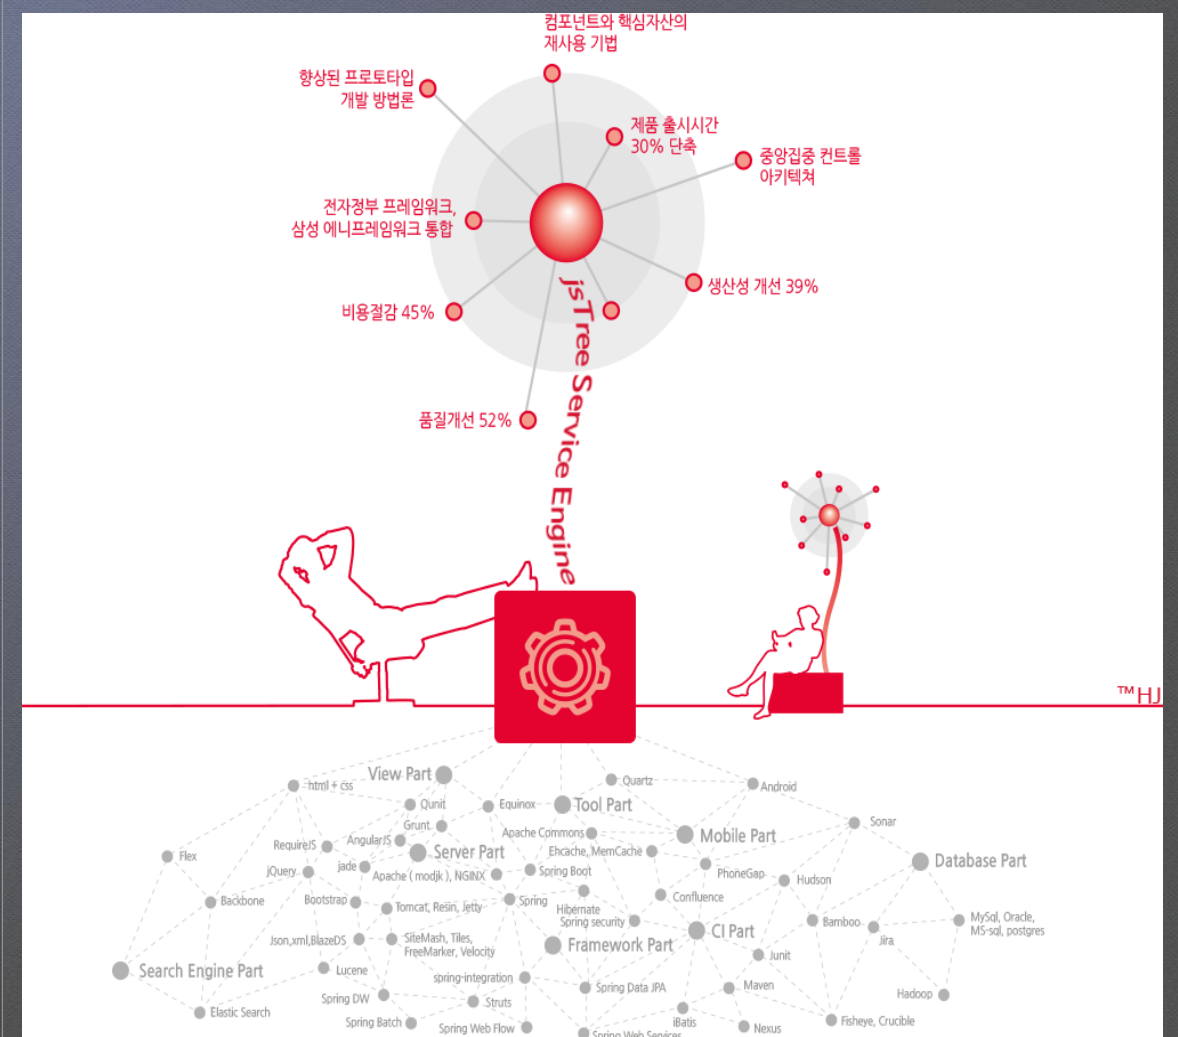 컴포넌트와 핵심자산의
재사용 기법
향상된 프로토타입
개발 방법론
제품 출시시간
30% 단축
중앙집중 컨트롤
아키텍쳐
전자정부 프레임워크,
삼성 에니프레임워크 통합
생산성 개선 39%
비용절감 45%
품질개선 52%
jsTree Service Engine
™HJ
View Part
html + css
Quartz
Android
Qunit
Equinox
Tool Part
Grunt
Sonar
RequireJS
AngularJS
Apache Commons
Mobile Part
Flex
Server Part
Ehcache, MemCache
Database Part
jQuery
jade
Apache ( modjk ), NGINX
Spring Boot
PhoneGap
Hudson
Backbone
Bootstrap
Tomcat, Resin, Jetty
Spring
Hibernate
Confluence
Spring security
CI Part
Bamboo
MySql, Oracle,
MS-sql, postgres
Json,xml,BlazeDS
SiteMash, Tiles,
FreeMarker, Velocity
Framework Part
Jira
Junit
Search Engine Part
Lucene
spring-integration
Spring Data JPA
Maven
Hadoop
Elastic Search
Spring DW
Struts
Spring Batch
Spring Web Flow
iBatis
Nexus
Fisheye, Crucible
Spring Web Services